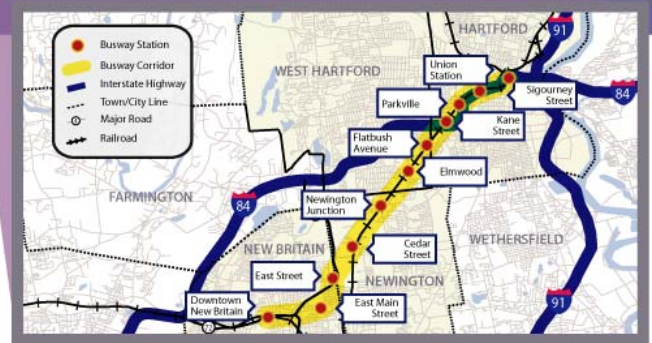 Busway Station
Busway Corridor
Interstate Highway
Town/City Line
Major Road
Railroad
HARTFORD
91
WEST HARTFORD
Union
Station
Sigourney
Street
84
Parkville
Kane
Street
Flatbush
Avenue
Elmwood
FARMINGTON
84
Newington
Junction
WETHERSFIELD
NEW BRITAIN
Cedar
Street
East Street
NEWINGTON
Downtown
New Britain
East Main
Street
91
72